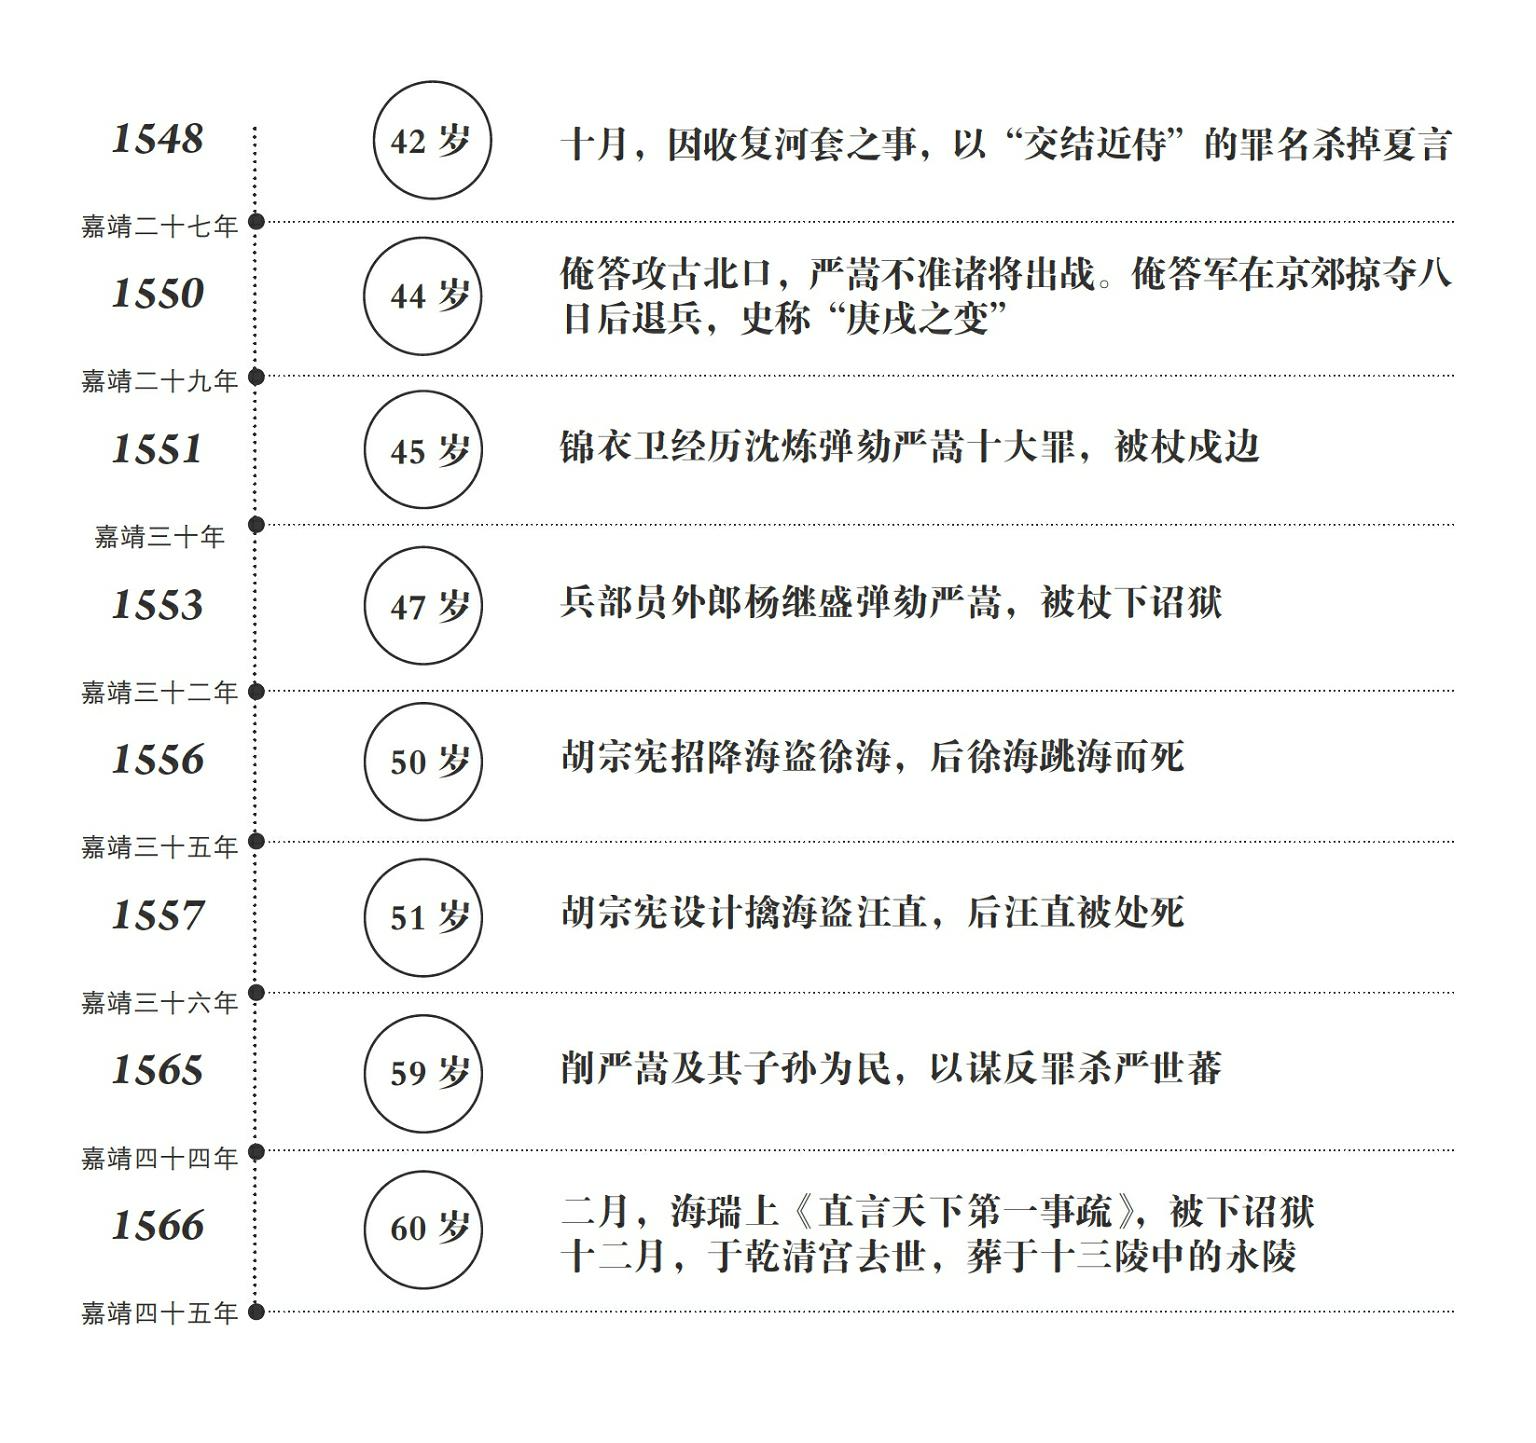 1548
嘉靖二十七年
42 岁
十月，因收复河套之事，以“交结近侍”的罪名杀掉夏言
1550
嘉靖二十九年
44 岁
俺答攻古北口，严嵩不准诸将出战。俺答军在京郊掠夺八
日后退兵，史称“庚戌之变”
1551
嘉靖三十年
45 岁
锦衣卫经历沈炼弹劾严嵩十大罪，被杖戍边
1553
嘉靖三十二年
47 岁
兵部员外郎杨继盛弹劾严嵩，被杖下诏狱
1556
嘉靖三十五年
50 岁
胡宗宪招降海盗徐海，后徐海跳海而死
1557
嘉靖三十六年
51 岁
胡宗宪设计擒海盗汪直，后汪直被处死
1565
嘉靖四十四年
59 岁
削严嵩及其子孙为民，以谋反罪杀严世蕃
1566
嘉靖四十五年
60 岁
二月，海瑞上《直言天下第一事疏》，被下诏狱
十二月，于乾清宫去世，葬于十三陵中的永陵